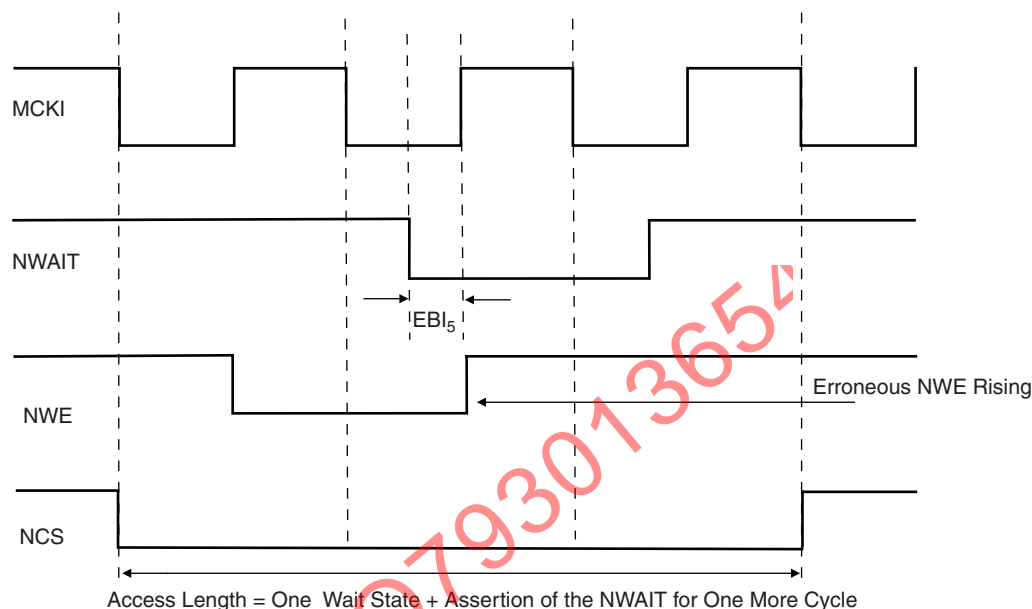 MCKI
NWAIT
EBI5
Erroneous NWE Rising
NWE
NCS
Access Length = One Wait State + Assertion of the NWAIT for One More Cycle
0793013654